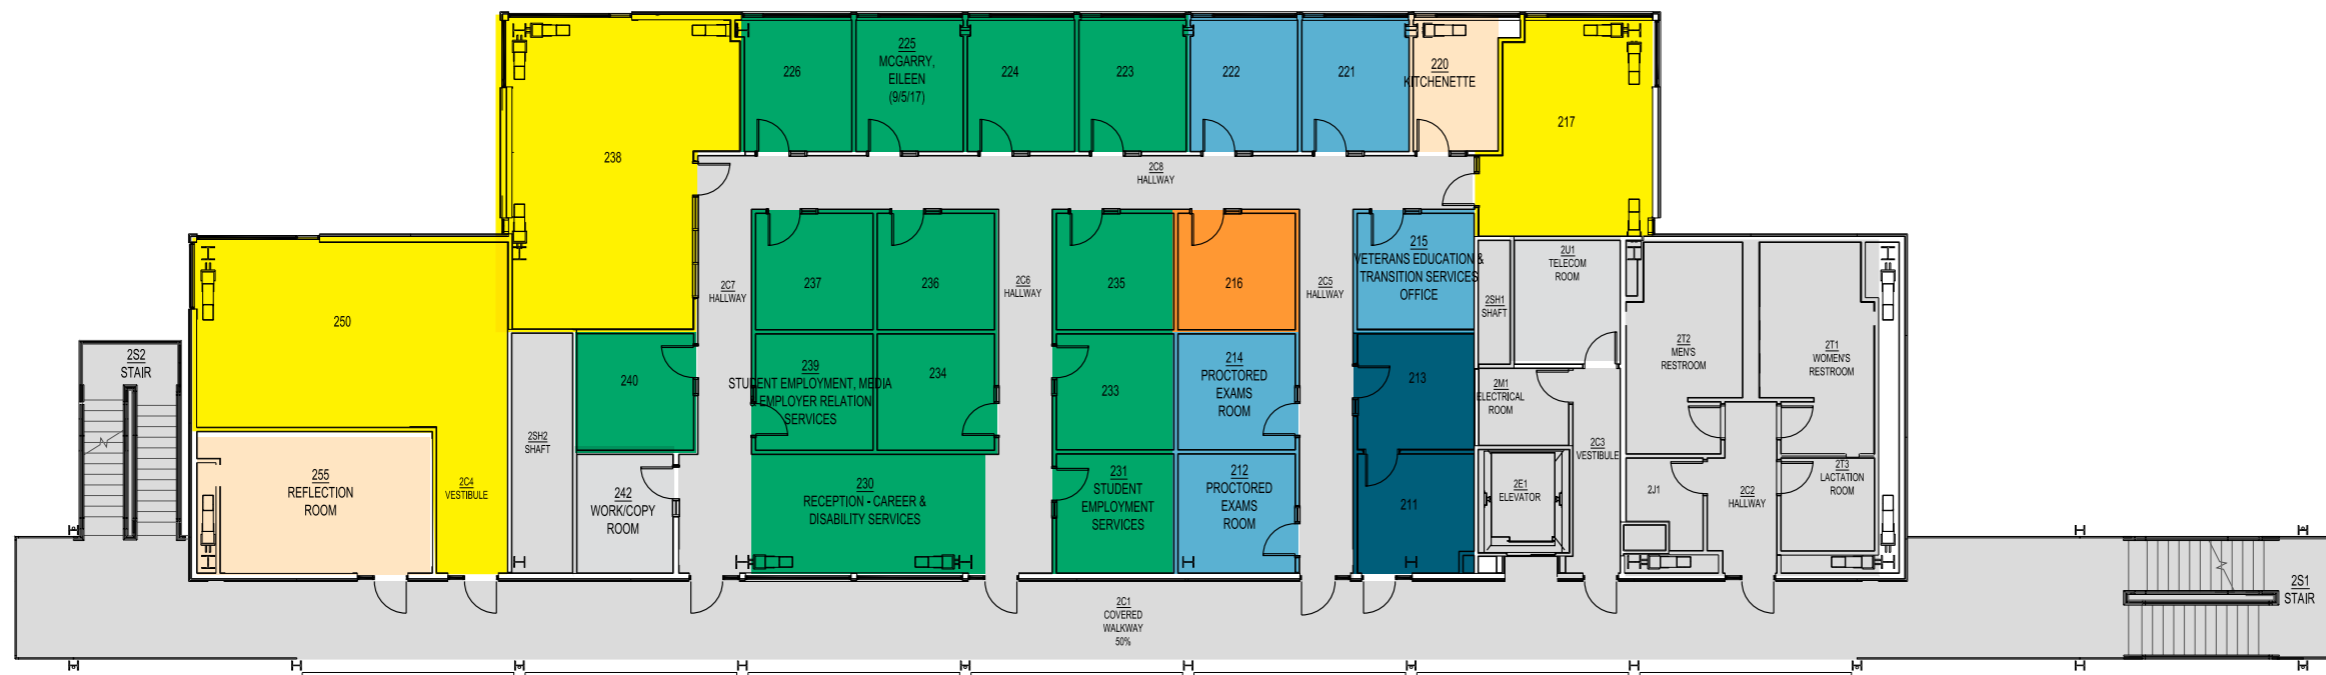 226
225
MCGARRY,
EILEEN
(9/5/17)
224
223
222
221
220
KITCHENETTE
217
238
2C8
HALLWAY
250
2S2
STAIR
2C7
HALLWAY
237
236
2C6
HALLWAY
235
216
2C5
HALLWAY
215
VETERANS EDUCATION &
TRANSITION SERVICES
OFFICE
2SH1
SHAFT
2U1
TELECOM
ROOM
2T2
MEN'S
RESTROOM
2T1
WOMEN'S
RESTROOM
240
239
STUDENT EMPLOYMENT, MEDIA
& EMPLOYER RELATION
SERVICES
234
233
214
PROCTORED
EXAMS
ROOM
213
2M1
ELECTRICAL
ROOM
2C3
VESTIBULE
255
REFLECTION
ROOM
2C4
VESTIBULE
2SH2
SHAFT
242
WORK/COPY
ROOM
230
RECEPTION - CAREER &
DISABILITY SERVICES
231
STUDENT
EMPLOYMENT
SERVICES
212
PROCTORED
EXAMS
ROOM
211
2E1
ELEVATOR
2J1
2C2
HALLWAY
2T3
LACTATION
ROOM
2C1
COVERED
WALKWAY
50%
2S1
STAIR